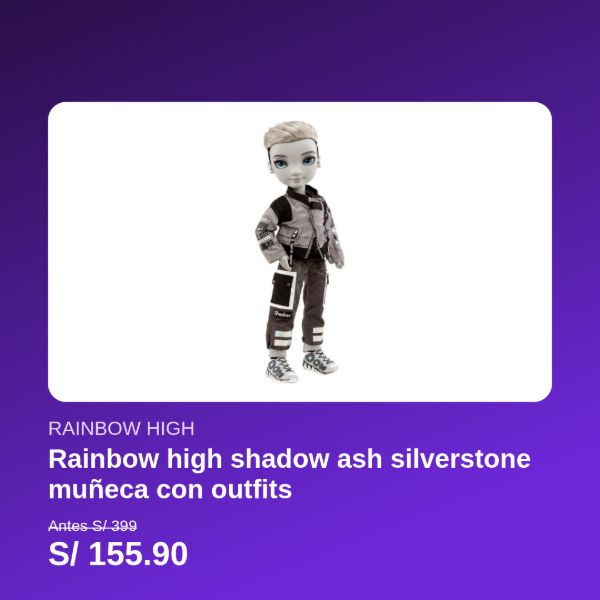 RAINBOW HIGH
Rainbow high shadow ash silverstone
muñeca con outfits
Antes S/ 399
S/ 155.90